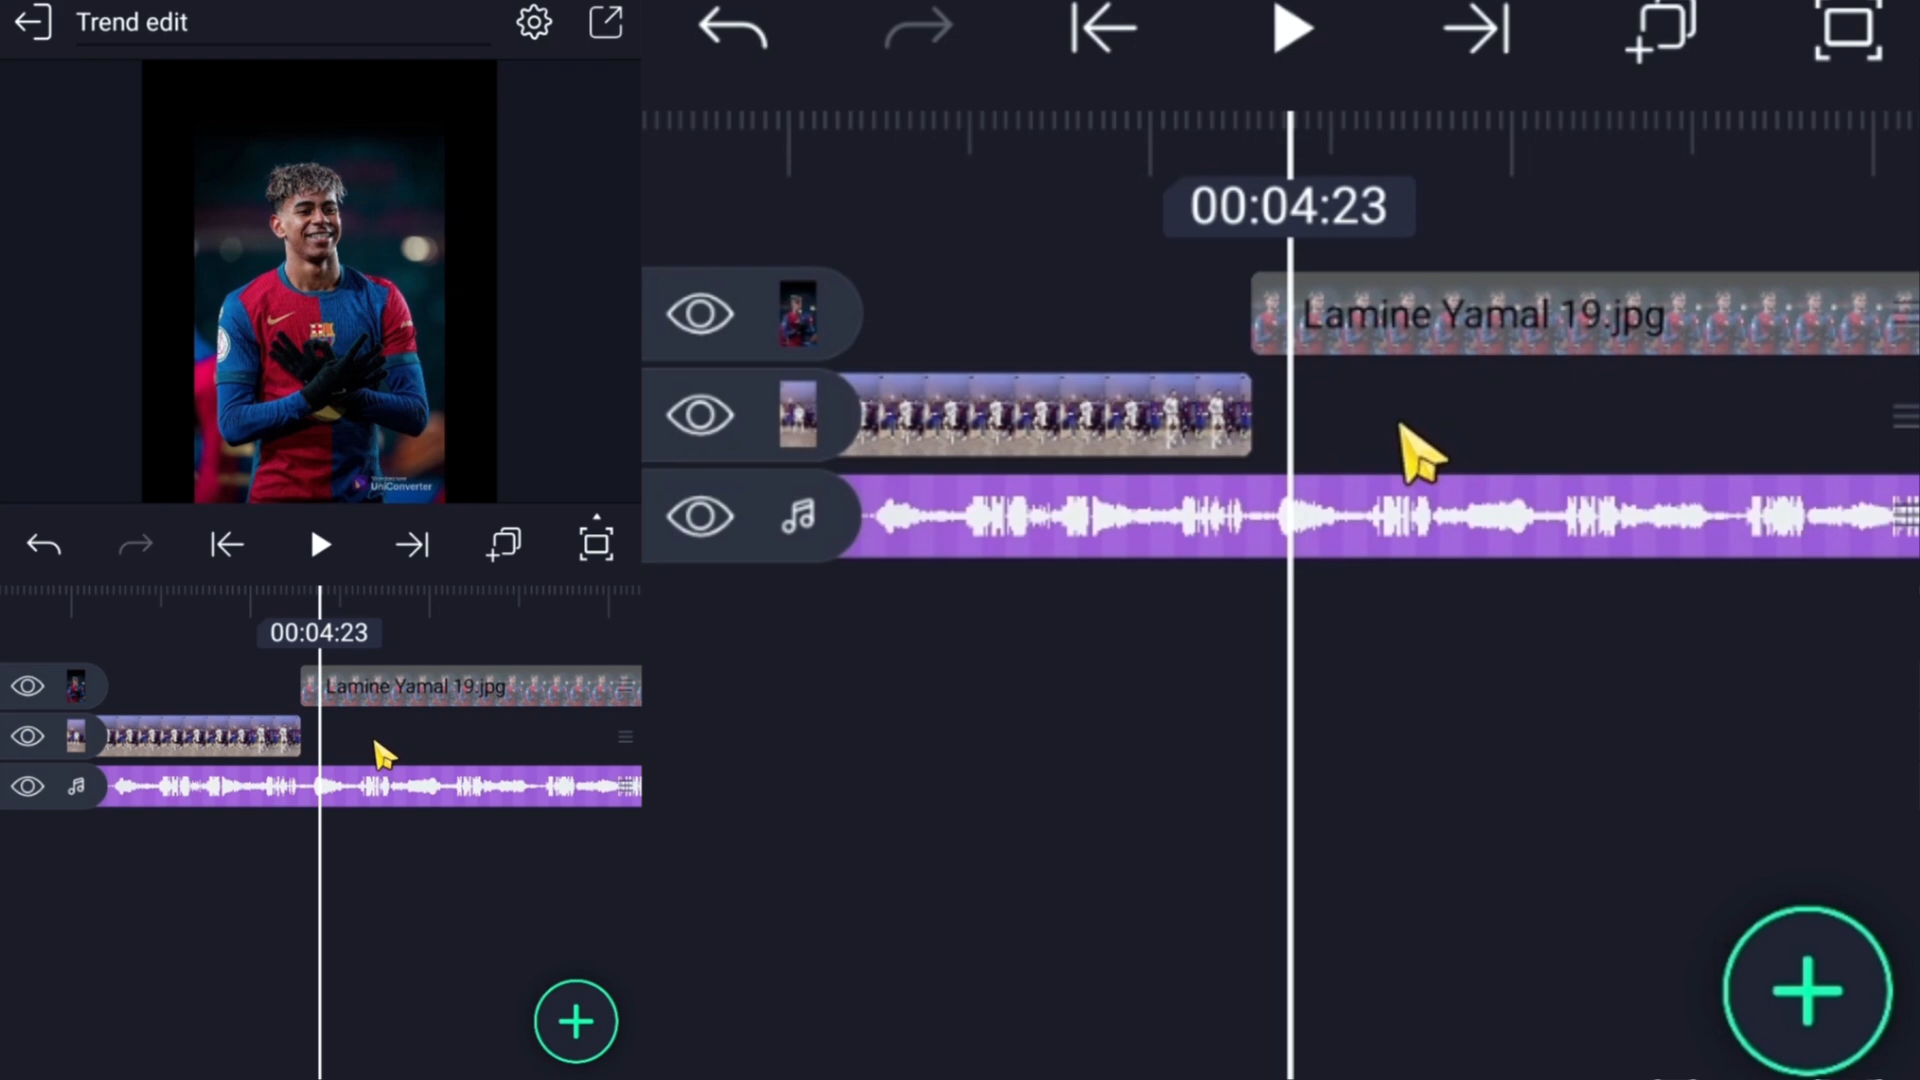 Trend edit
UniConverter
00:04:23
Lamine Yamal 19.jpg
00:04:23
Lamine Yamal 19.jpg